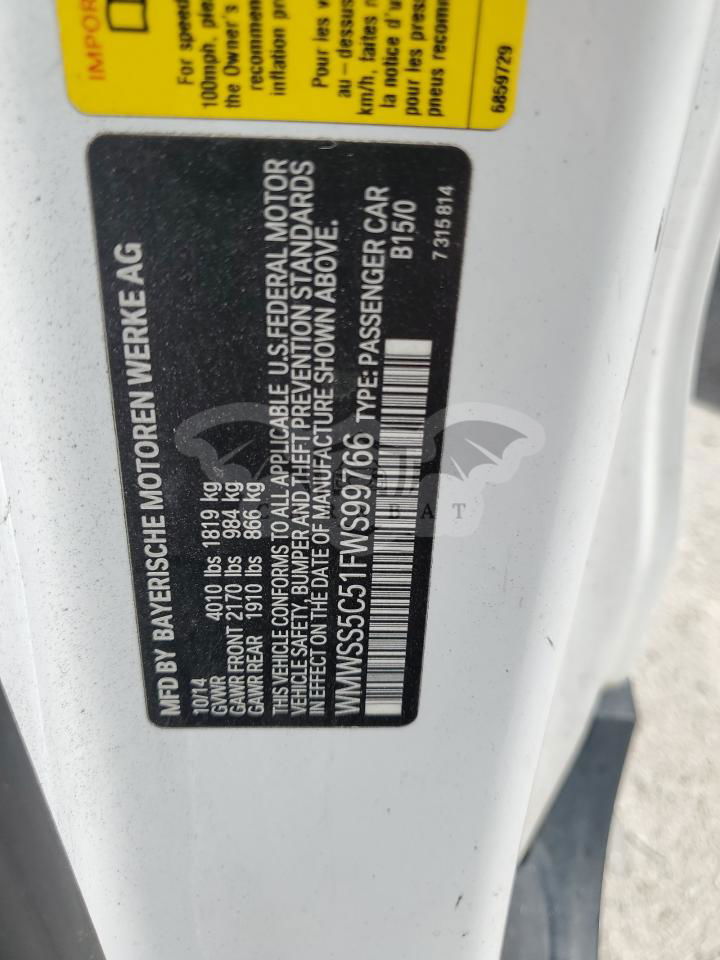 IMPOR
For speed
100mph, ple
the Owner's
recommen
inflation pr
Pour les v
au-dessus
km/h, faites r
la notice d'u
pour les pres
pneus recomm
6859729
MFD BY BAYERISCHE MOTOREN WERKE AG
10/14
GVWR 4010 lbs 1819 kg
GAWR FRONT 2170 lbs 984 kg
GAWR REAR 1910 lbs 866 kg
THIS VEHICLE CONFORMS TO ALL APPLICABLE U.S.FEDERAL MOTOR
VEHICLE SAFETY, BUMPER AND THEFT PREVENTION STANDARDS
IN EFFECT ON THE DATE OF MANUFACTURE SHOWN ABOVE.
WMWSS5C51FWS99766 TYPE: PASSENGER CAR
B15/0
7 315 814